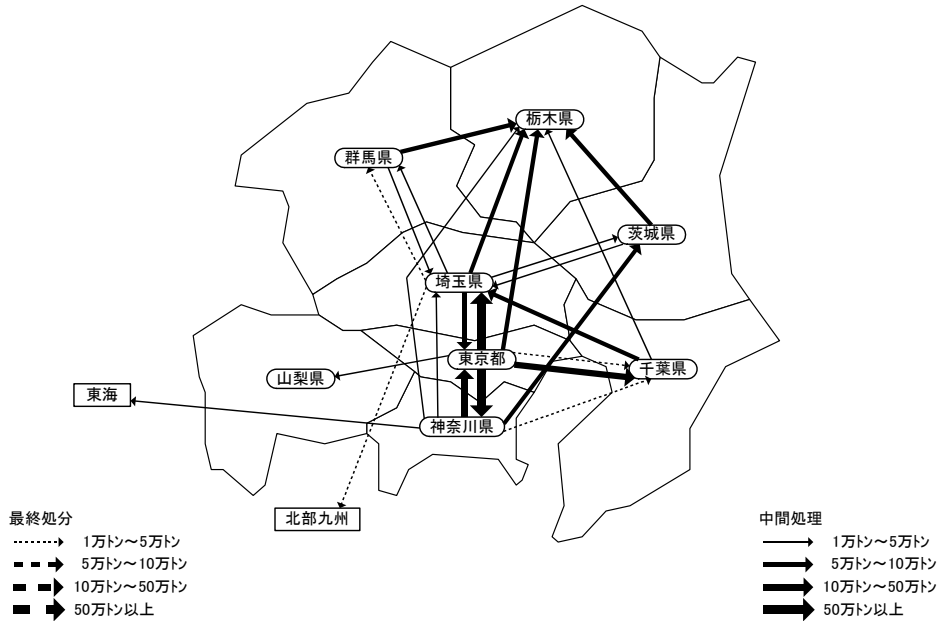 栃木県
群馬県
茨城県
埼玉県
東京都
千葉県
山梨県
東海
神奈川県
北部九州
最終処分
1万トン～5万トン
5万トン～10万トン
10万トン～50万トン
50万トン以上
中間処理
1万トン～5万トン
5万トン～10万トン
10万トン～50万トン
50万トン以上